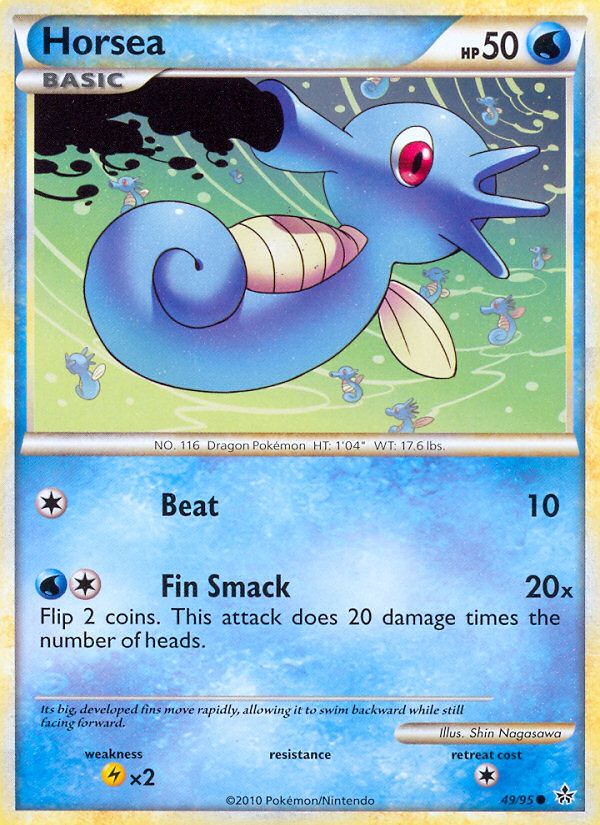 Horsea
HP 50
BASIC
NO. 116 Dragon Pokémon HT: 1'04" WT: 17.6 lbs.
Beat 10
Fin Smack 20x
Flip 2 coins. This attack does 20 damage times the
number of heads.
Its big, developed fins move rapidly, allowing it to swim backward while still
facing forward.
Illus. Shin Nagasawa
weakness resistance retreat cost
×2
©2010 Pokémon/Nintendo 49/95